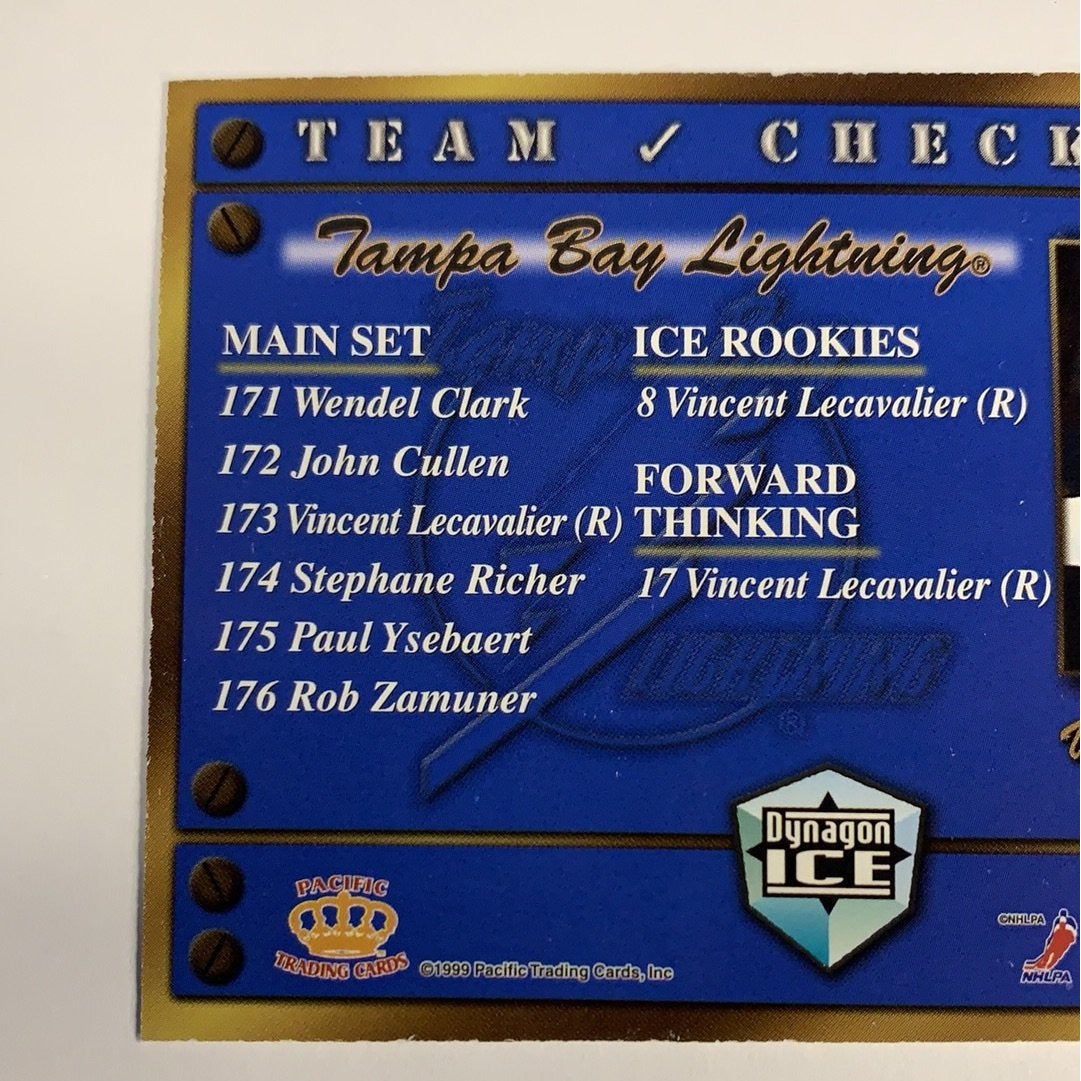 TEAM ✓ CHECK
Tampa Bay Lightning®
MAIN SET
171 Wendel Clark
172 John Cullen
173 Vincent Lecavalier (R)
174 Stephane Richer
175 Paul Ysebaert
176 Rob Zamuner
ICE ROOKIES
8 Vincent Lecavalier (R)
FORWARD
THINKING
17 Vincent Lecavalier (R)
LIGHTNING
®
Dynagon
ICE
PACIFIC
TRADING CARDS
©1999 Pacific Trading Cards, Inc
©NHLPA
NHLPA